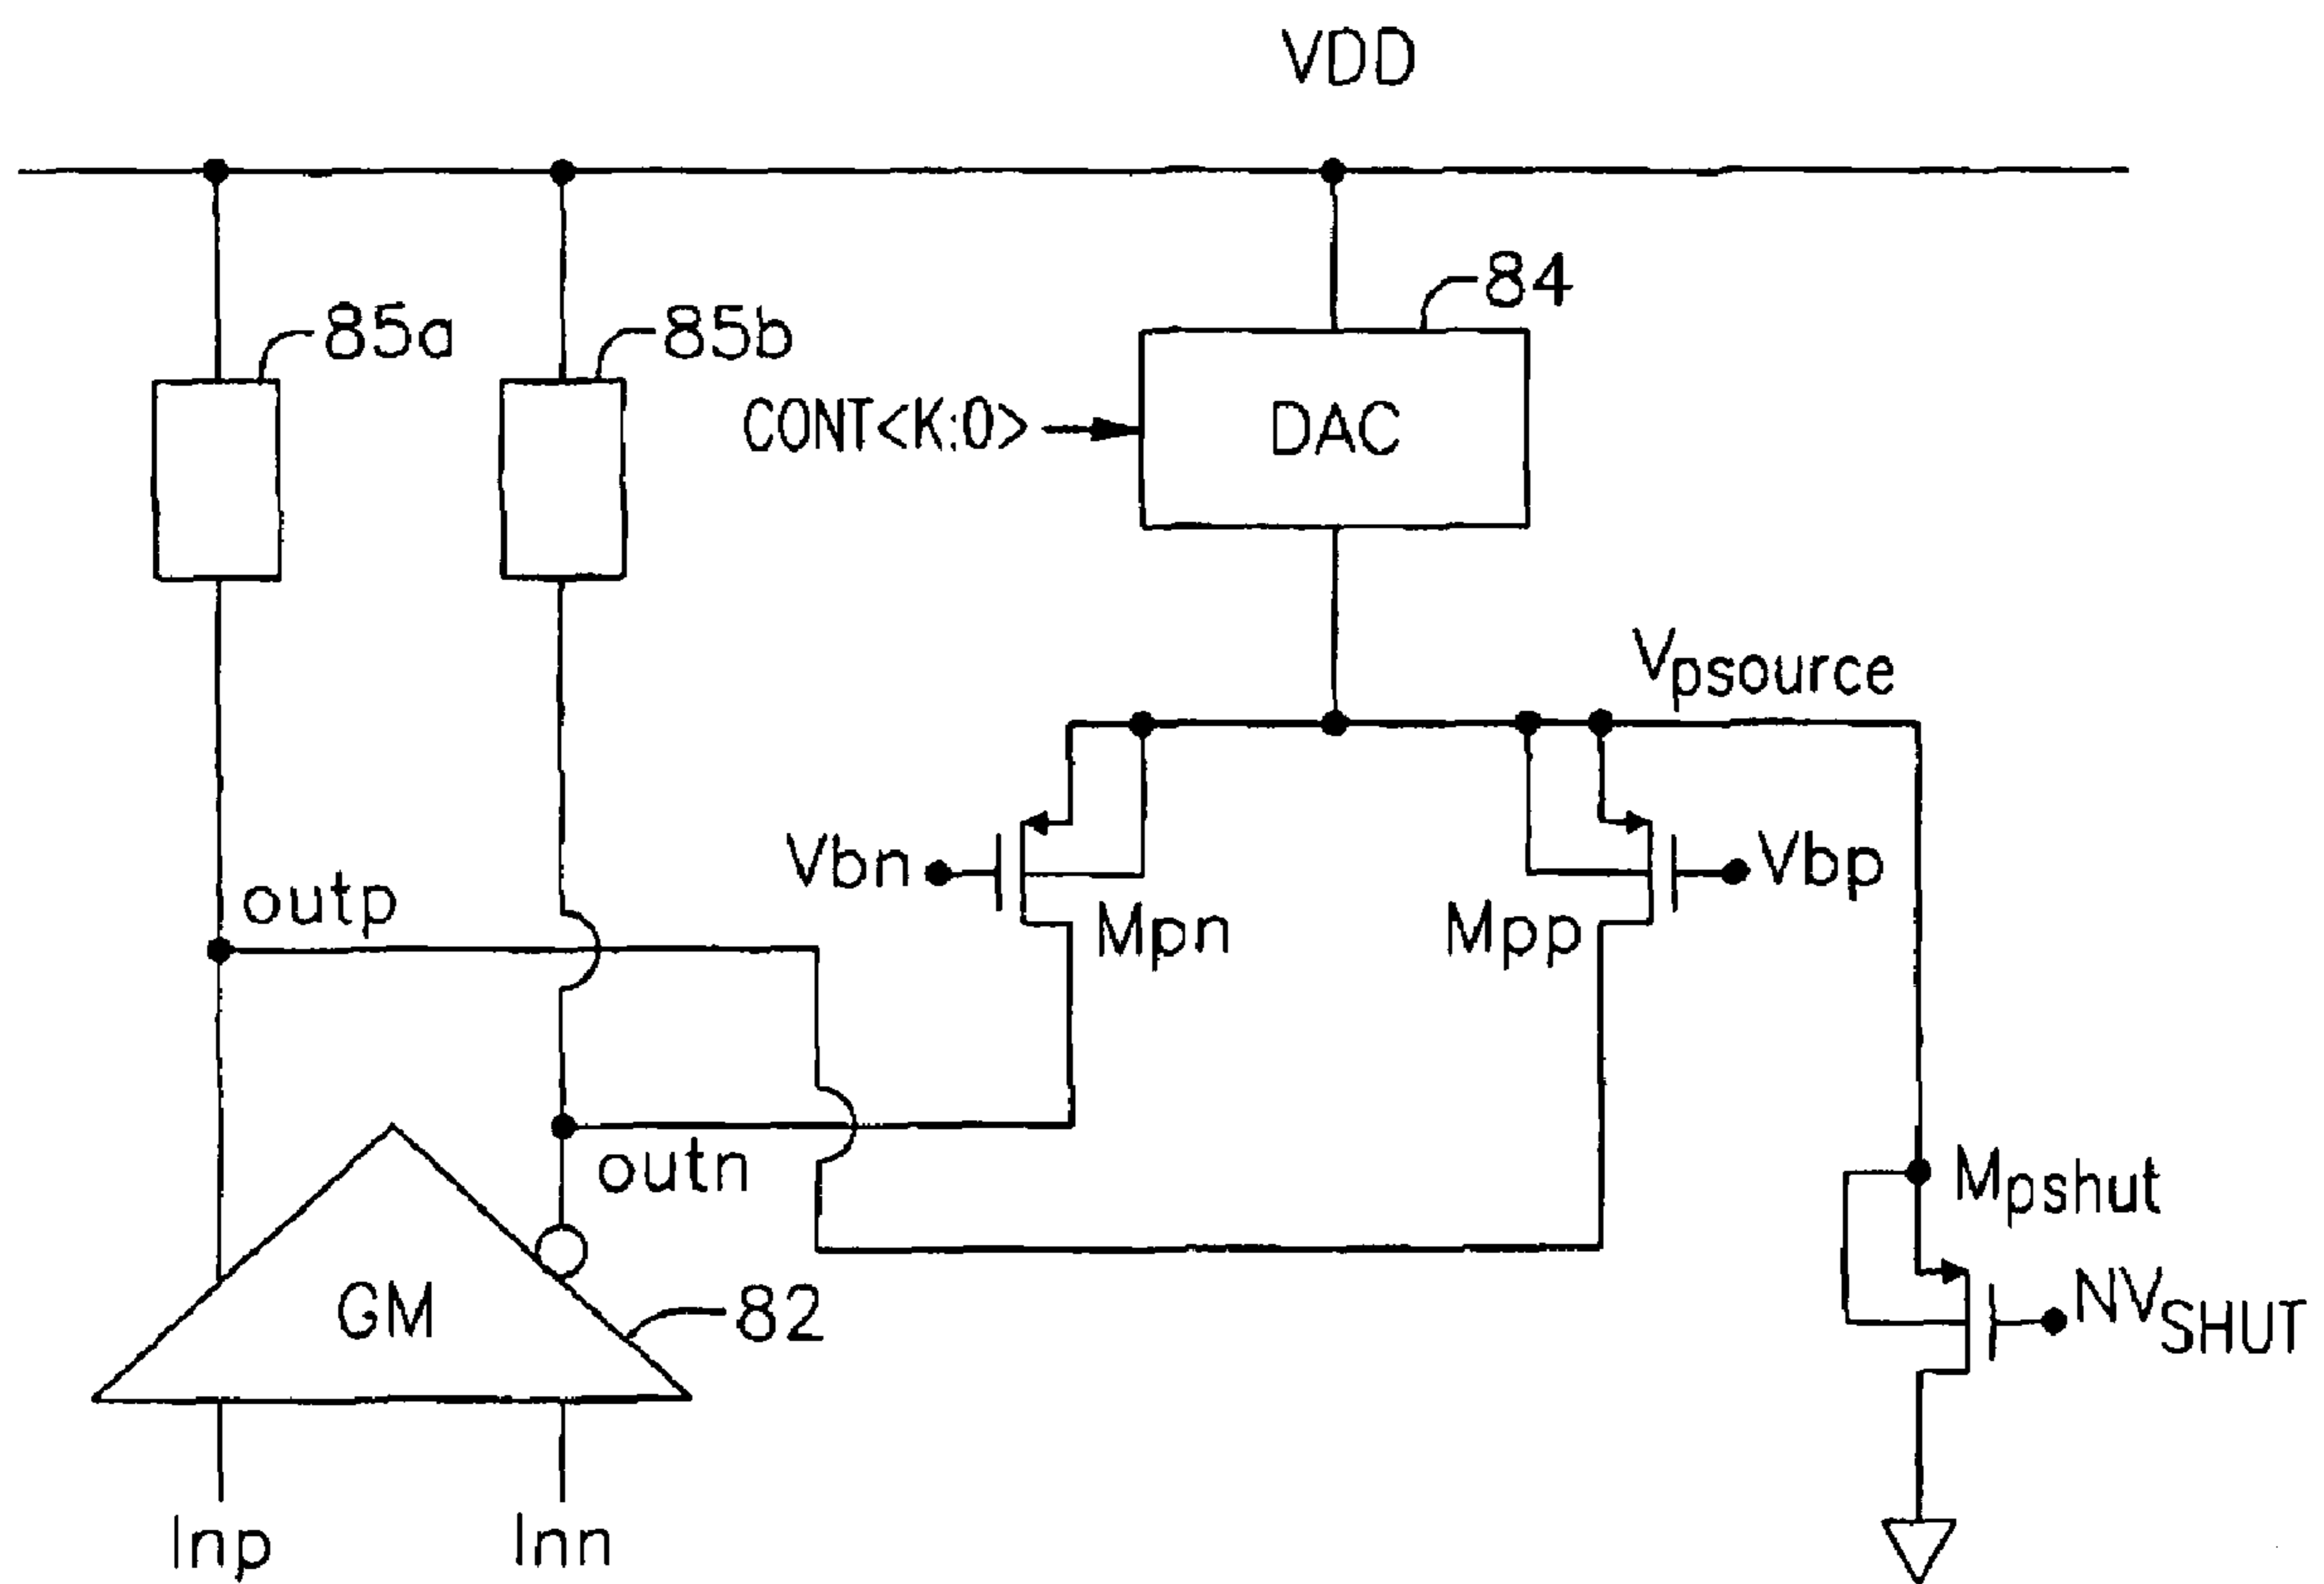 VDD
84
85a
85b
CONT<K:0>
DAC
Vpsource
Vbn
Vbp
outp
Mpn
Mpp
outn
Mpshut
GM
82
NVSHUT
Inp
Inn